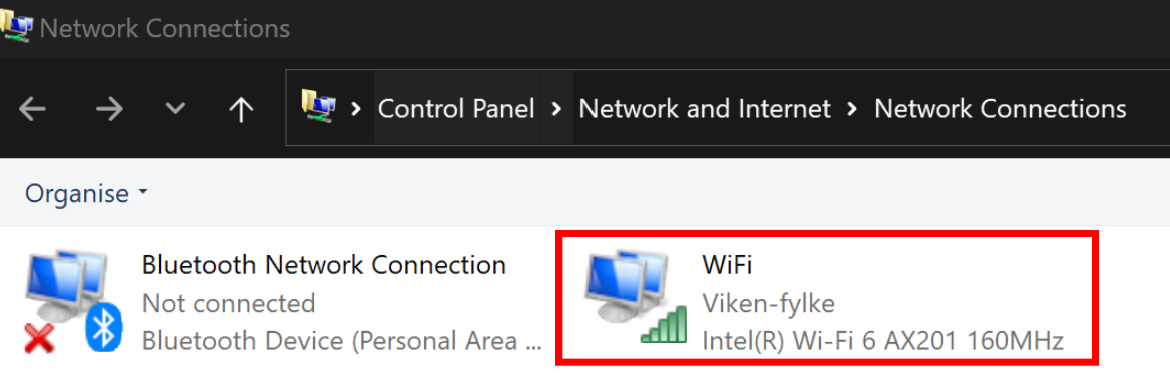 Network Connections
Control Panel > Network and Internet > Network Connections
Organise
Bluetooth Network Connection
Not connected
Bluetooth Device (Personal Area ...
WiFi
Viken-fylke
Intel(R) Wi-Fi 6 AX201 160MHz